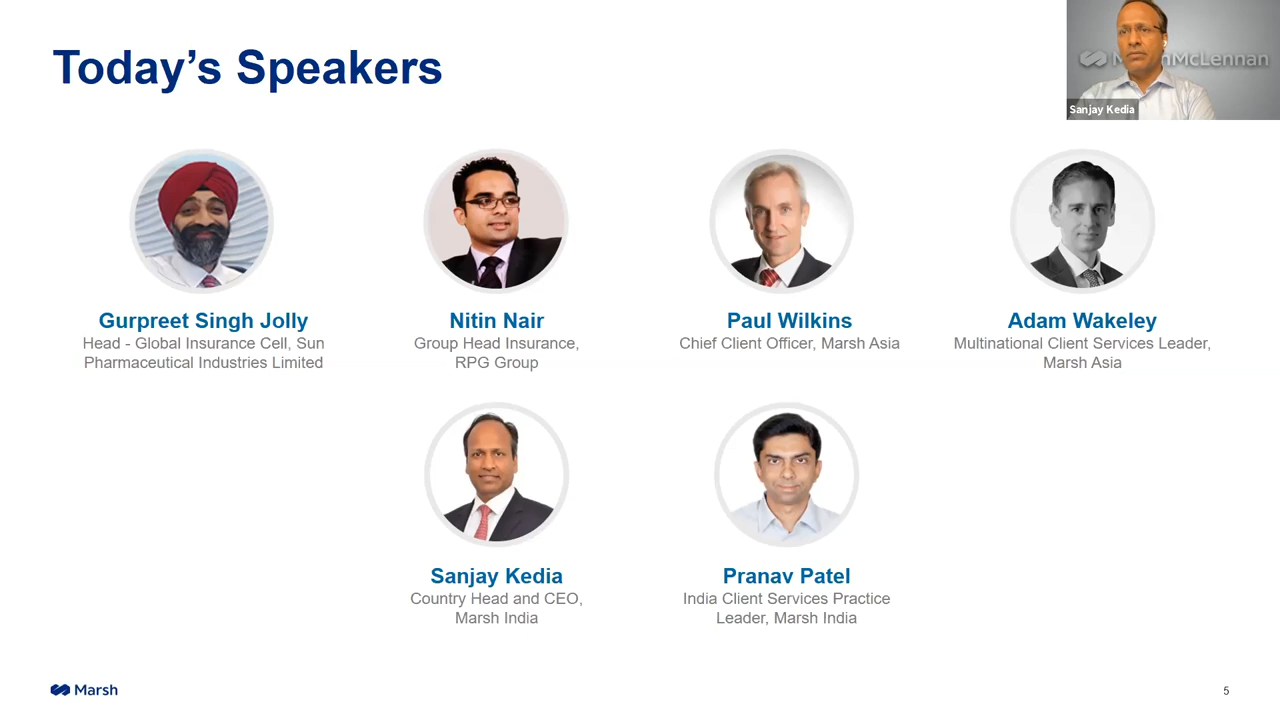 Today's Speakers
McLennan
Sanjay Kedia
Gurpreet Singh Jolly
Head - Global Insurance Cell, Sun
Pharmaceutical Industries Limited
Nitin Nair
Group Head Insurance,
RPG Group
Paul Wilkins
Chief Client Officer, Marsh Asia
Adam Wakeley
Multinational Client Services Leader,
Marsh Asia
Sanjay Kedia
Country Head and CEO,
Marsh India
Pranav Patel
India Client Services Practice
Leader, Marsh India
Marsh
5